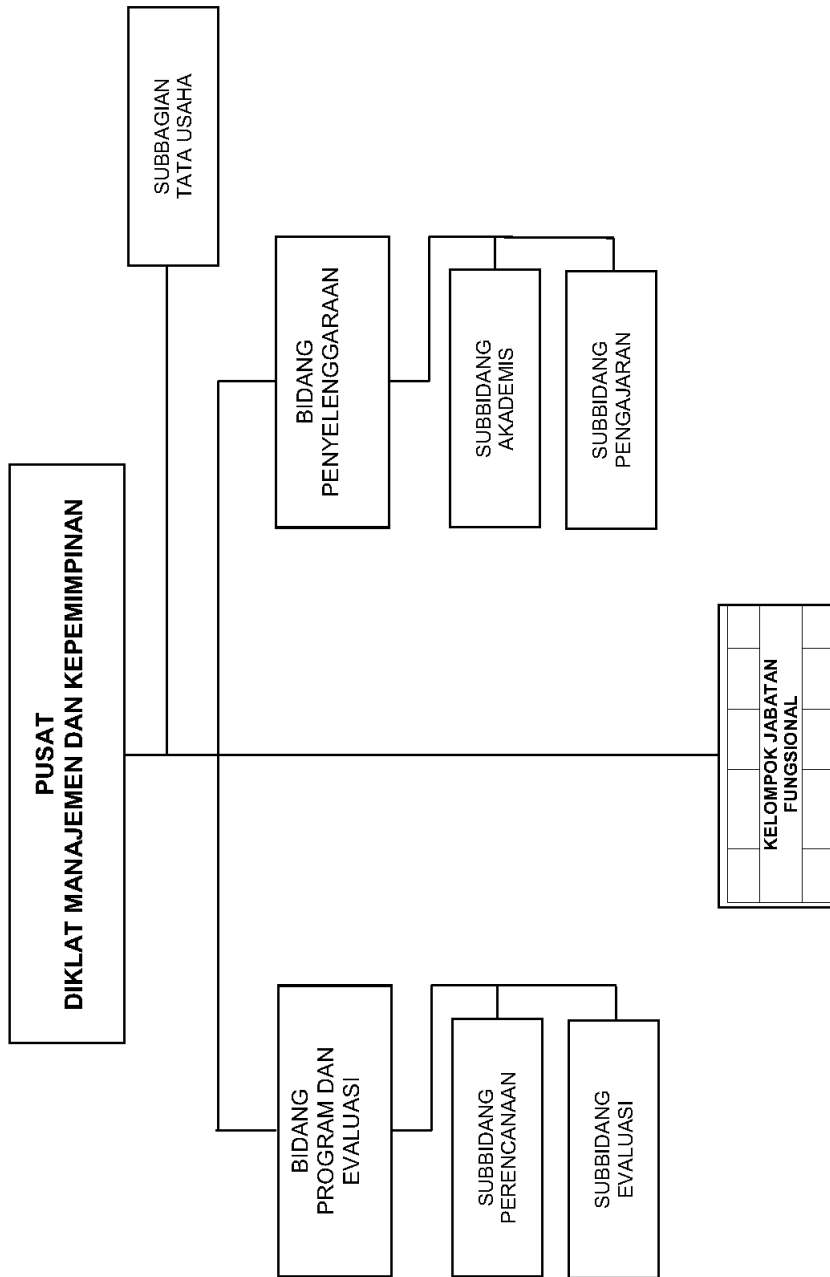 PUSAT
DIKLAT MANAJEMEN DAN KEPEMIMPINAN
SUBBAGIAN
TATA USAHA
BIDANG
PROGRAM DAN
EVALUASI
BIDANG
PENYELENGGARAAN
SUBBIDANG
PERENCANAAN
SUBBIDANG
AKADEMIS
SUBBIDANG
EVALUASI
SUBBIDANG
PENGAJARAN
KELOMPOK JABATAN
FUNGSIONAL